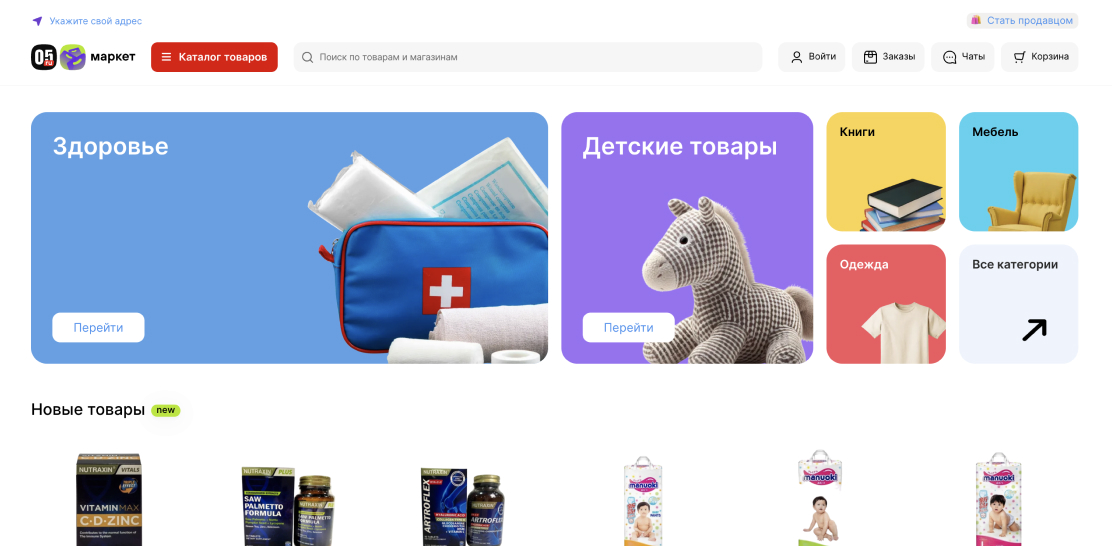 Укажите свой адрес
Стать продавцом
05.ru маркет
Каталог товаров
Поиск по товарам и магазинам
Войти
Заказы
Чаты
Корзина
Здоровье
Перейти
Детские товары
Перейти
Книги
Мебель
Одежда
Все категории
Новые товары new
NUTRAXIN VITALS
VITAMINMAX
C·D·ZINC
NUTRAXIN PLUS
SAW
PALMETTO
FORMULA
NUTRAXIN
ARTROFLEX
manuoki
manuoki
manuoki